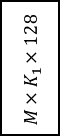 M × K₁ × 128